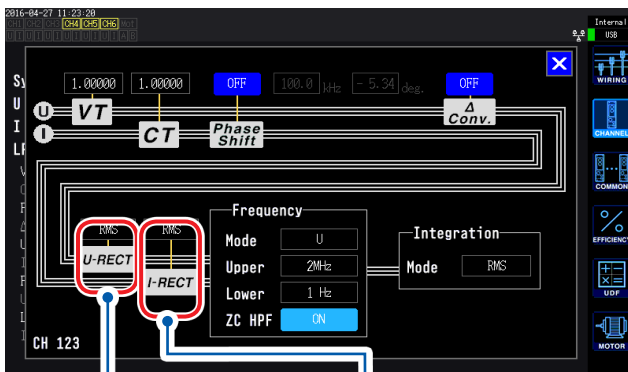 2016-04-27 11:23:20
CH1 CH2 CH3 CH4 CH5 CH6 Mot
U I U I U I U I U I U I A B
Internal
USB
X
WIRING
1.00000 1.00000 OFF 100.0 kHz - 5.34 deg. OFF
U
I
VT
CT
Phase
Shift
Δ
Conv.
CHANNEL
COMMON
RMS RMS
U-RECT
I-RECT
Frequency
Mode U
Upper 2MHz
Lower 1 Hz
ZC HPF ON
Integration
Mode RMS
EFFICIENCY
UDF
MOTOR
CH 123